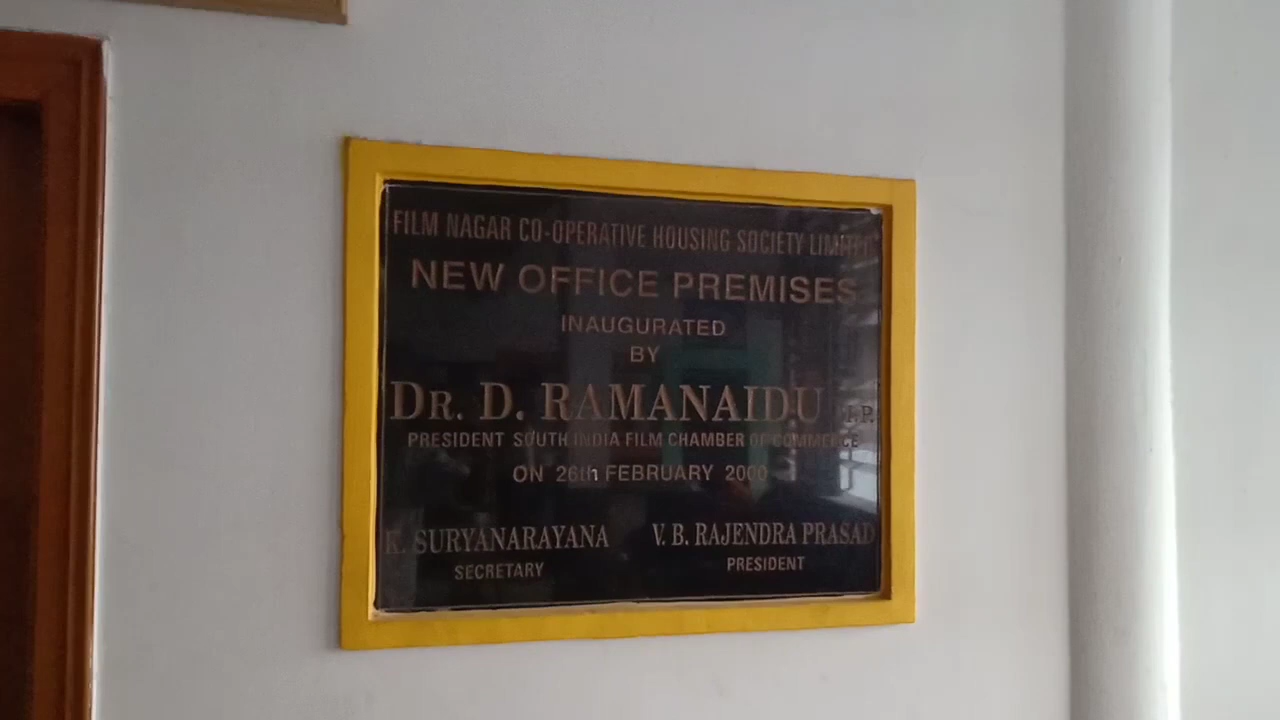 FILM NAGAR CO-OPERATIVE HOUSING SOCIETY LIMITED
NEW OFFICE PREMISES
INAUGURATED
BY
DR. D. RAMANAIDU
PRESIDENT SOUTH INDIA FILM CHAMBER OF COMMERCE
ON 26th FEBRUARY 2000
K. SURYANARAYANA V. B. RAJENDRA PRASAD
SECRETARY PRESIDENT